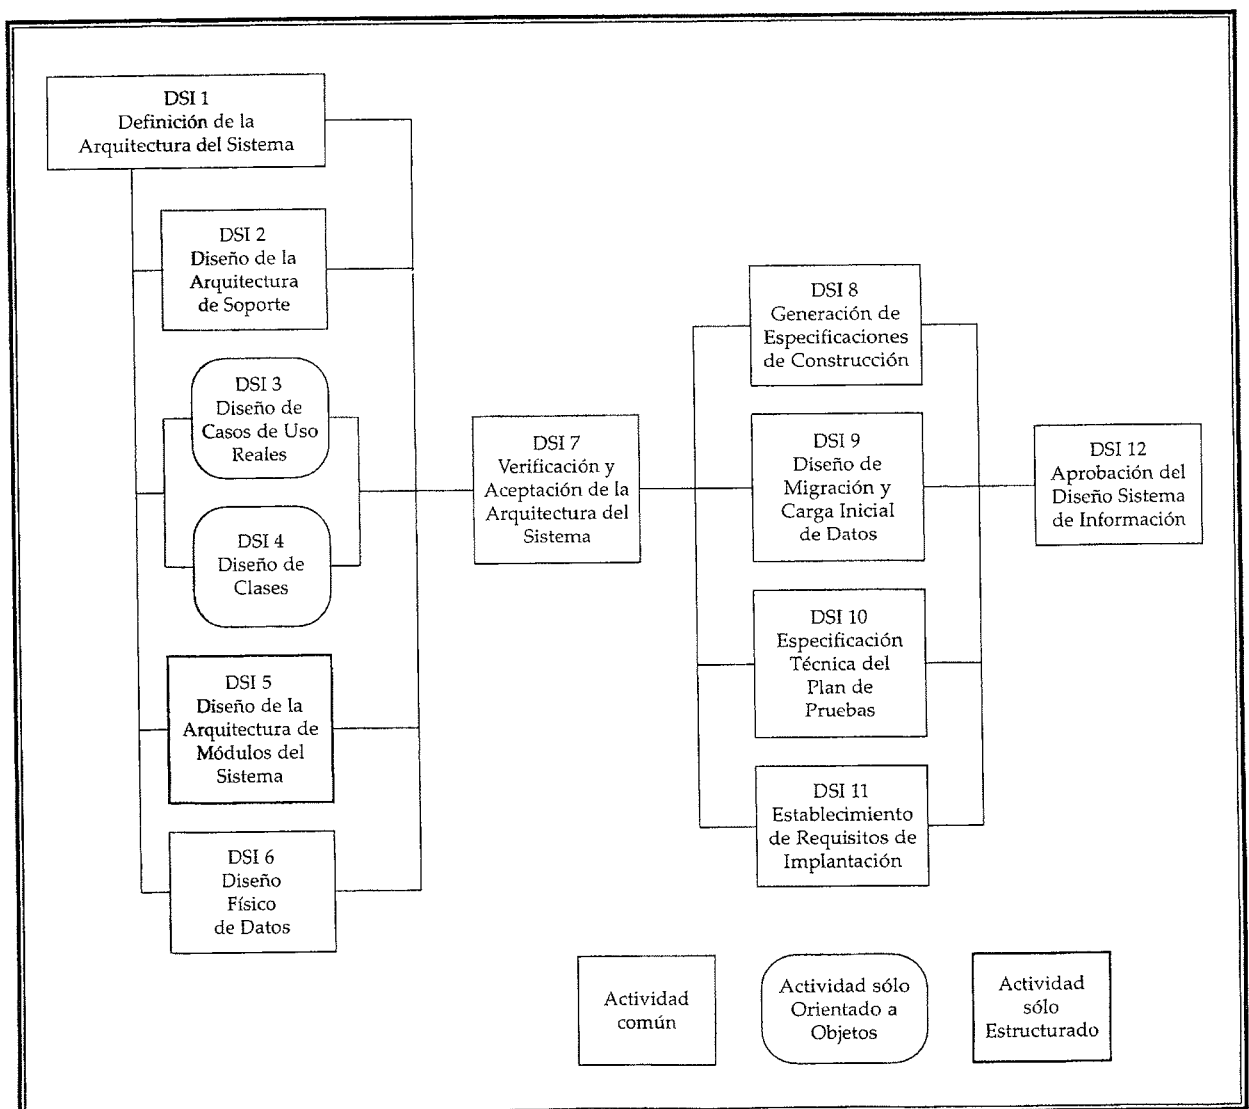 DSI 1
Definición de la
Arquitectura del Sistema
DSI 2
Diseño de la
Arquitectura
de Soporte
DSI 3
Diseño de
Casos de Uso
Reales
DSI 4
Diseño de
Clases
DSI 5
Diseño de la
Arquitectura de
Módulos del
Sistema
DSI 6
Diseño
Físico
de Datos
DSI 7
Verificación y
Aceptación de la
Arquitectura del
Sistema
DSI 8
Generación de
Especificaciones
de Construcción
DSI 9
Diseño de
Migración y
Carga Inicial
de Datos
DSI 10
Especificación
Técnica del
Plan de
Pruebas
DSI 11
Establecimiento
de Requisitos de
Implantación
DSI 12
Aprobación del
Diseño Sistema
de Información
Actividad
común
Actividad sólo
Orientado a
Objetos
Actividad
sólo
Estructurado